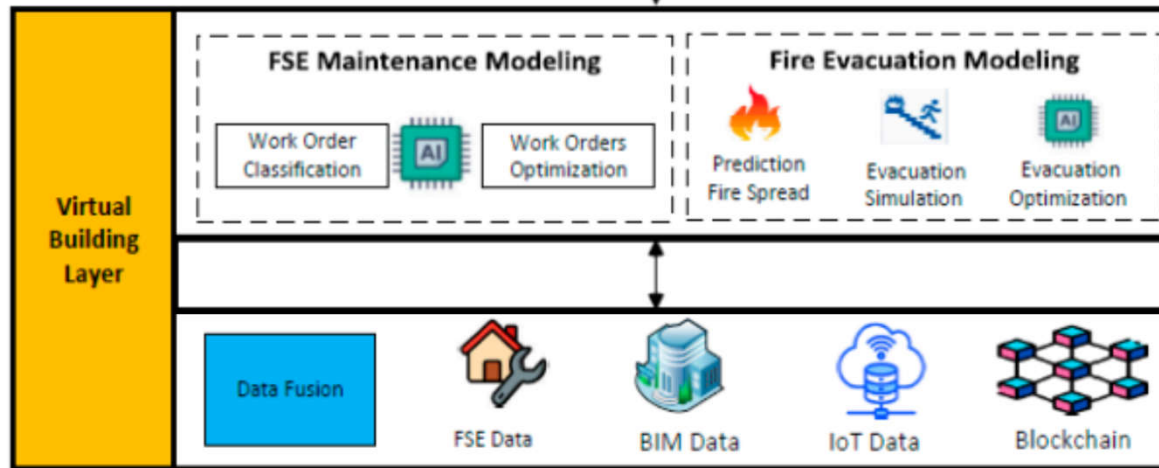 Virtual
Building
Layer
FSE Maintenance Modeling
Work Order
Classification
AI
Work Orders
Optimization
Fire Evacuation Modeling
Prediction
Fire Spread
Evacuation
Simulation
AI
Evacuation
Optimization
Data Fusion
FSE Data
BIM Data
IoT Data
Blockchain